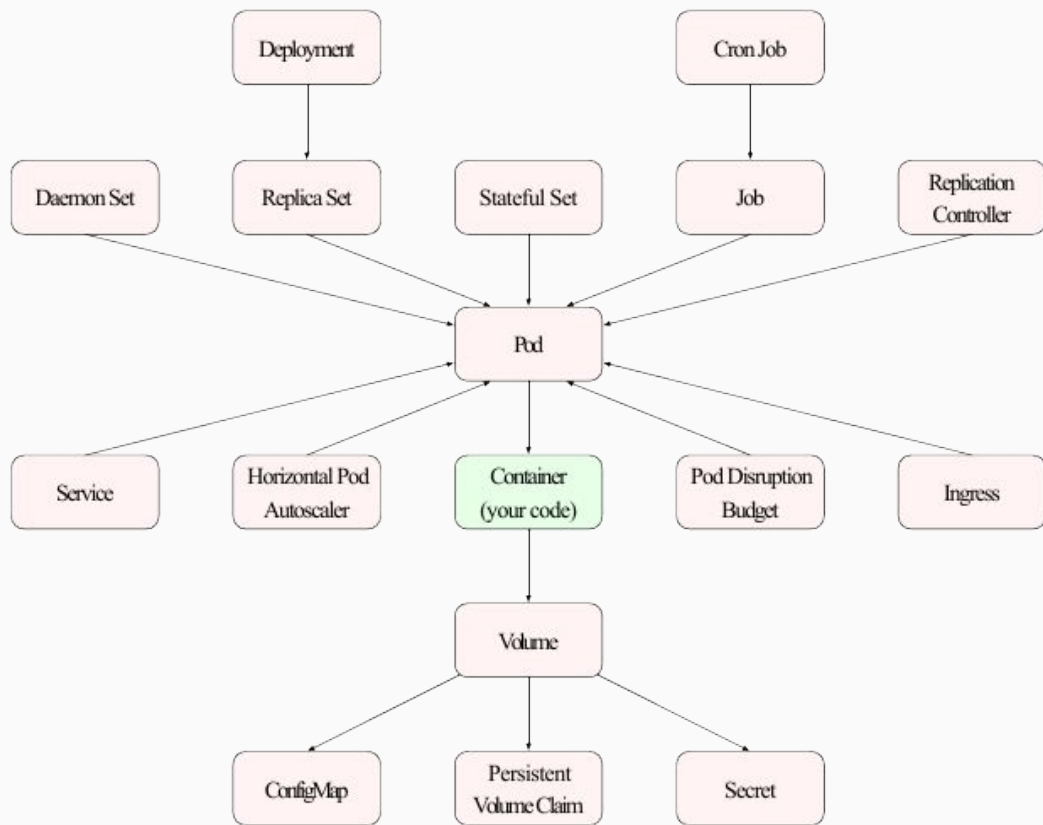 Deployment
Cron Job
Daemon Set
Replica Set
Stateful Set
Job
Replication
Controller
Pod
Service
Horizontal Pod
Autoscaler
Container
(your code)
Pod Disruption
Budget
Ingress
Volume
ConfigMap
Persistent
Volume Claim
Secret